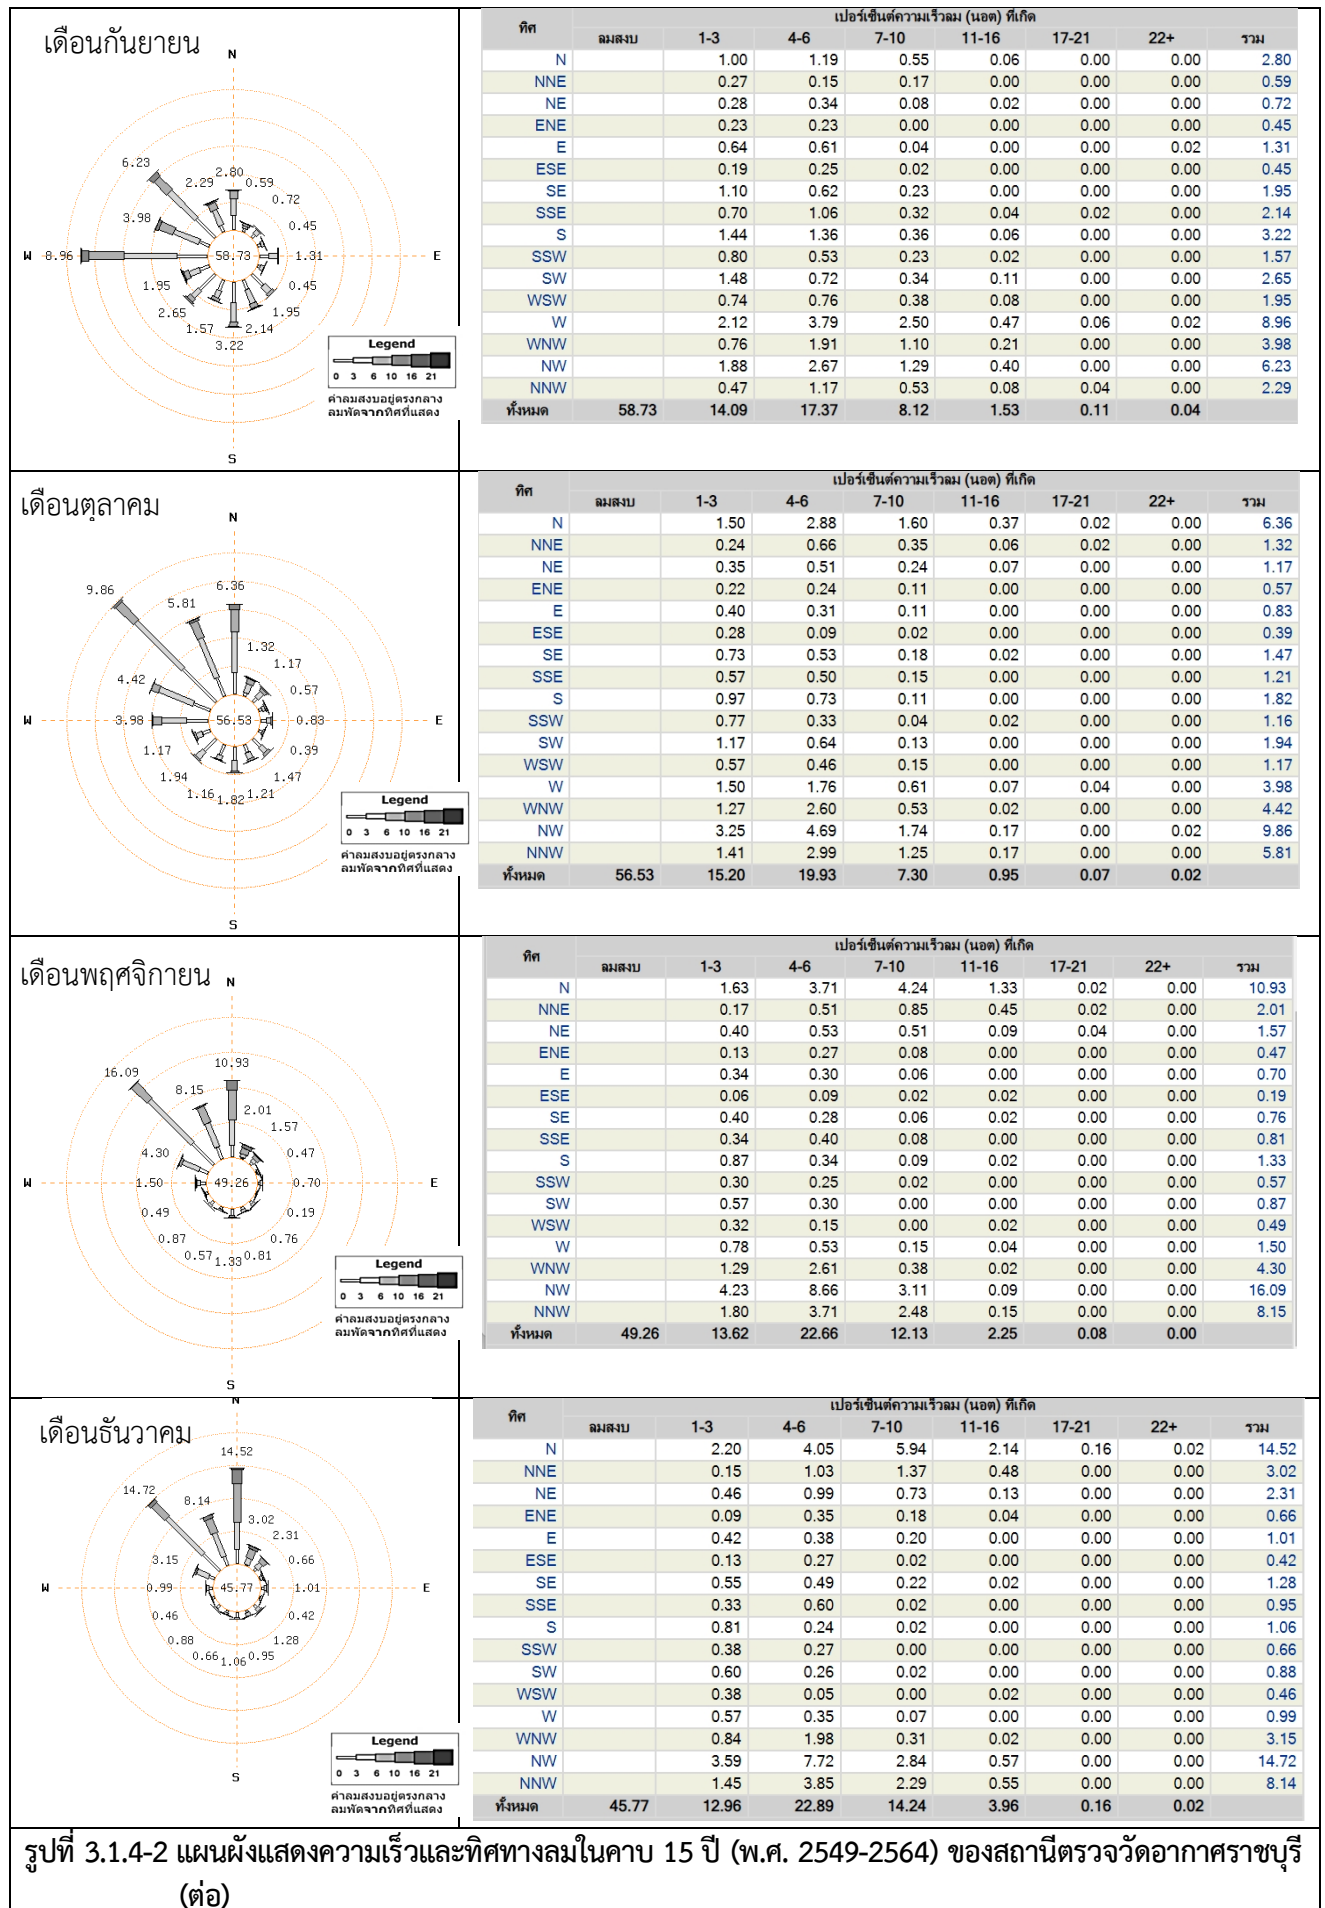 เดือนกันยายน
N
6.23
2.29
2.80
0.59
0.72
3.98
0.45
W
8.96
58.73
1.31
E
1.95
0.45
2.65
1.95
1.57
2.14
3.22
S
Legend
0 3 6 10 16 21
ค่าลมสงบอยู่ตรงกลาง
ลมพัดจากทิศที่แสดง
ทิศ เปอร์เซ็นต์ความเร็วลม (นอต) ที่เกิด
ลมสงบ 1-3 4-6 7-10 11-16 17-21 22+ รวม
N 1.00 1.19 0.55 0.06 0.00 0.00 2.80
NNE 0.27 0.15 0.17 0.00 0.00 0.00 0.59
NE 0.28 0.34 0.08 0.02 0.00 0.00 0.72
ENE 0.23 0.23 0.00 0.00 0.00 0.00 0.45
E 0.64 0.61 0.04 0.00 0.00 0.02 1.31
ESE 0.19 0.25 0.02 0.00 0.00 0.00 0.45
SE 1.10 0.62 0.23 0.00 0.00 0.00 1.95
SSE 0.70 1.06 0.32 0.04 0.02 0.00 2.14
S 1.44 1.36 0.36 0.06 0.00 0.00 3.22
SSW 0.80 0.53 0.23 0.02 0.00 0.00 1.57
SW 1.48 0.72 0.34 0.11 0.00 0.00 2.65
WSW 0.74 0.76 0.38 0.08 0.00 0.00 1.95
W 2.12 3.79 2.50 0.47 0.06 0.02 8.96
WNW 0.76 1.91 1.10 0.21 0.00 0.00 3.98
NW 1.88 2.67 1.29 0.40 0.00 0.00 6.23
NNW 0.47 1.17 0.53 0.08 0.04 0.00 2.29
ทั้งหมด 58.73 14.09 17.37 8.12 1.53 0.11 0.04
เดือนตุลาคม
N
9.86
5.81
6.36
1.32
1.17
4.42
0.57
W
3.98
56.53
0.83
E
1.17
0.39
1.94
1.47
1.16
1.82
1.21
S
Legend
0 3 6 10 16 21
ค่าลมสงบอยู่ตรงกลาง
ลมพัดจากทิศที่แสดง
ทิศ เปอร์เซ็นต์ความเร็วลม (นอต) ที่เกิด
ลมสงบ 1-3 4-6 7-10 11-16 17-21 22+ รวม
N 1.50 2.88 1.60 0.37 0.02 0.00 6.36
NNE 0.24 0.66 0.35 0.06 0.02 0.00 1.32
NE 0.35 0.51 0.24 0.07 0.00 0.00 1.17
ENE 0.22 0.24 0.11 0.00 0.00 0.00 0.57
E 0.40 0.31 0.11 0.00 0.00 0.00 0.83
ESE 0.28 0.09 0.02 0.00 0.00 0.00 0.39
SE 0.73 0.53 0.18 0.02 0.00 0.00 1.47
SSE 0.57 0.50 0.15 0.00 0.00 0.00 1.21
S 0.97 0.73 0.11 0.00 0.00 0.00 1.82
SSW 0.77 0.33 0.04 0.02 0.00 0.00 1.16
SW 1.17 0.64 0.13 0.00 0.00 0.00 1.94
WSW 0.57 0.46 0.15 0.00 0.00 0.00 1.17
W 1.50 1.76 0.61 0.07 0.04 0.00 3.98
WNW 1.27 2.60 0.53 0.02 0.00 0.00 4.42
NW 3.25 4.69 1.74 0.17 0.00 0.02 9.86
NNW 1.41 2.99 1.25 0.17 0.00 0.00 5.81
ทั้งหมด 56.53 15.20 19.93 7.30 0.95 0.07 0.02
เดือนพฤศจิกายน
N
16.09
8.15
10.93
2.01
1.57
4.30
0.47
W
1.50
49.26
0.70
E
0.49
0.19
0.87
0.76
0.57
1.33
0.81
S
Legend
0 3 6 10 16 21
ค่าลมสงบอยู่ตรงกลาง
ลมพัดจากทิศที่แสดง
ทิศ เปอร์เซ็นต์ความเร็วลม (นอต) ที่เกิด
ลมสงบ 1-3 4-6 7-10 11-16 17-21 22+ รวม
N 1.63 3.71 4.24 1.33 0.02 0.00 10.93
NNE 0.17 0.51 0.85 0.45 0.02 0.00 2.01
NE 0.40 0.53 0.51 0.09 0.04 0.00 1.57
ENE 0.13 0.27 0.08 0.00 0.00 0.00 0.47
E 0.34 0.30 0.06 0.00 0.00 0.00 0.70
ESE 0.06 0.09 0.02 0.02 0.00 0.00 0.19
SE 0.40 0.28 0.06 0.02 0.00 0.00 0.76
SSE 0.34 0.40 0.08 0.00 0.00 0.00 0.81
S 0.87 0.34 0.09 0.02 0.00 0.00 1.33
SSW 0.30 0.25 0.02 0.00 0.00 0.00 0.57
SW 0.57 0.30 0.00 0.00 0.00 0.00 0.87
WSW 0.32 0.15 0.00 0.02 0.00 0.00 0.49
W 0.78 0.53 0.15 0.04 0.00 0.00 1.50
WNW 1.29 2.61 0.38 0.02 0.00 0.00 4.30
NW 4.23 8.66 3.11 0.09 0.00 0.00 16.09
NNW 1.80 3.71 2.48 0.15 0.00 0.00 8.15
ทั้งหมด 49.26 13.62 22.66 12.13 2.25 0.08 0.00
เดือนธันวาคม
N
14.72
8.14
14.52
3.02
2.31
3.15
0.66
W
0.99
45.77
1.01
E
0.46
0.42
0.88
1.28
0.66
1.06
0.95
S
Legend
0 3 6 10 16 21
ค่าลมสงบอยู่ตรงกลาง
ลมพัดจากทิศที่แสดง
ทิศ เปอร์เซ็นต์ความเร็วลม (นอต) ที่เกิด
ลมสงบ 1-3 4-6 7-10 11-16 17-21 22+ รวม
N 2.20 4.05 5.94 2.14 0.16 0.02 14.52
NNE 0.15 1.03 1.37 0.48 0.00 0.00 3.02
NE 0.46 0.99 0.73 0.13 0.00 0.00 2.31
ENE 0.09 0.35 0.18 0.04 0.00 0.00 0.66
E 0.42 0.38 0.20 0.00 0.00 0.00 1.01
ESE 0.13 0.27 0.02 0.00 0.00 0.00 0.42
SE 0.55 0.49 0.22 0.02 0.00 0.00 1.28
SSE 0.33 0.60 0.02 0.00 0.00 0.00 0.95
S 0.81 0.24 0.02 0.00 0.00 0.00 1.06
SSW 0.38 0.27 0.00 0.00 0.00 0.00 0.66
SW 0.60 0.26 0.02 0.00 0.00 0.00 0.88
WSW 0.38 0.05 0.00 0.02 0.00 0.00 0.46
W 0.57 0.35 0.07 0.00 0.00 0.00 0.99
WNW 0.84 1.98 0.31 0.02 0.00 0.00 3.15
NW 3.59 7.72 2.84 0.57 0.00 0.00 14.72
NNW 1.45 3.85 2.29 0.55 0.00 0.00 8.14
ทั้งหมด 45.77 12.96 22.89 14.24 3.96 0.16 0.02
รูปที่ 3.1.4-2 แผนผังแสดงความเร็วและทิศทางลมในคาบ 15 ปี (พ.ศ. 2549-2564) ของสถานีตรวจวัดอากาศราชบุรี
(ต่อ)